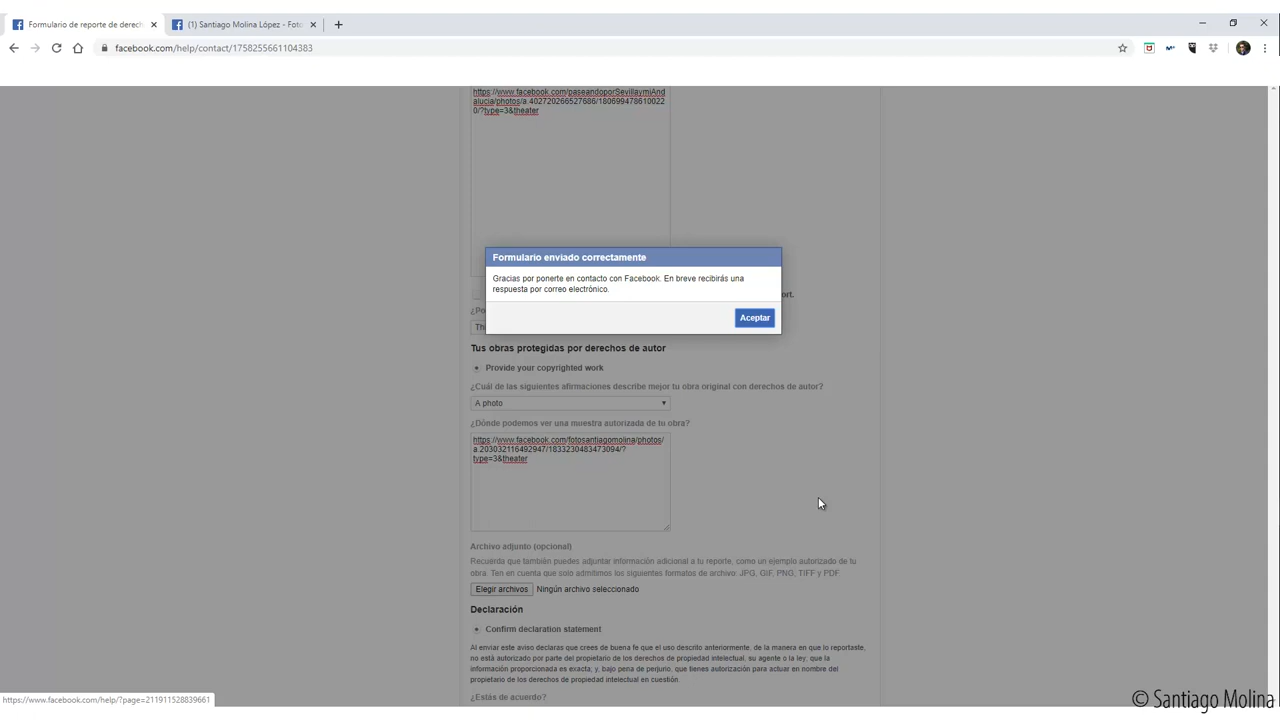 Formulario de reporte de derech
(1) Santiago Molina López - Foto
facebook.com/help/contact/1758255661104383
https://www.facebook.com/paseandoporSevillaymiAnd
alucia/photos/a.402720266527686/180699478610022
0/?type=3&theater
Formulario enviado correctamente
Gracias por ponerte en contacto con Facebook. En breve recibirás una
respuesta por correo electrónico.
Aceptar
ort.
¿Po
Th
Tus obras protegidas por derechos de autor
Provide your copyrighted work
¿Cuál de las siguientes afirmaciones describe mejor tu obra original con derechos de autor?
A photo
¿Dónde podemos ver una muestra autorizada de tu obra?
https://www.facebook.com/fotosantiagomolina/photos/
a.203032116492947/1833230483473094/?
type=3&theater
Archivo adjunto (opcional)
Recuerda que también puedes adjuntar información adicional a tu reporte, como un ejemplo autorizado de tu
obra. Ten en cuenta que solo admitimos los siguientes formatos de archivo: JPG, GIF, PNG, TIFF y PDF
Elegir archivos Ningún archivo seleccionado
Declaración
Confirm declaration statement
Al enviar este aviso declaras que crees de buena fe que el uso descrito anteriormente, de la manera en que lo reportaste,
no está autorizado por parte del propietario de los derechos de propiedad intelectual, su agente o la ley, que la
información proporcionada es exacta; y, bajo pena de perjurio, que tienes autorización para actuar en nombre del
propietario de los derechos de propiedad intelectual en cuestión.
¿Estás de acuerdo?
https://www.facebook.com/help/?page=211911528839661
© Santiago Molina